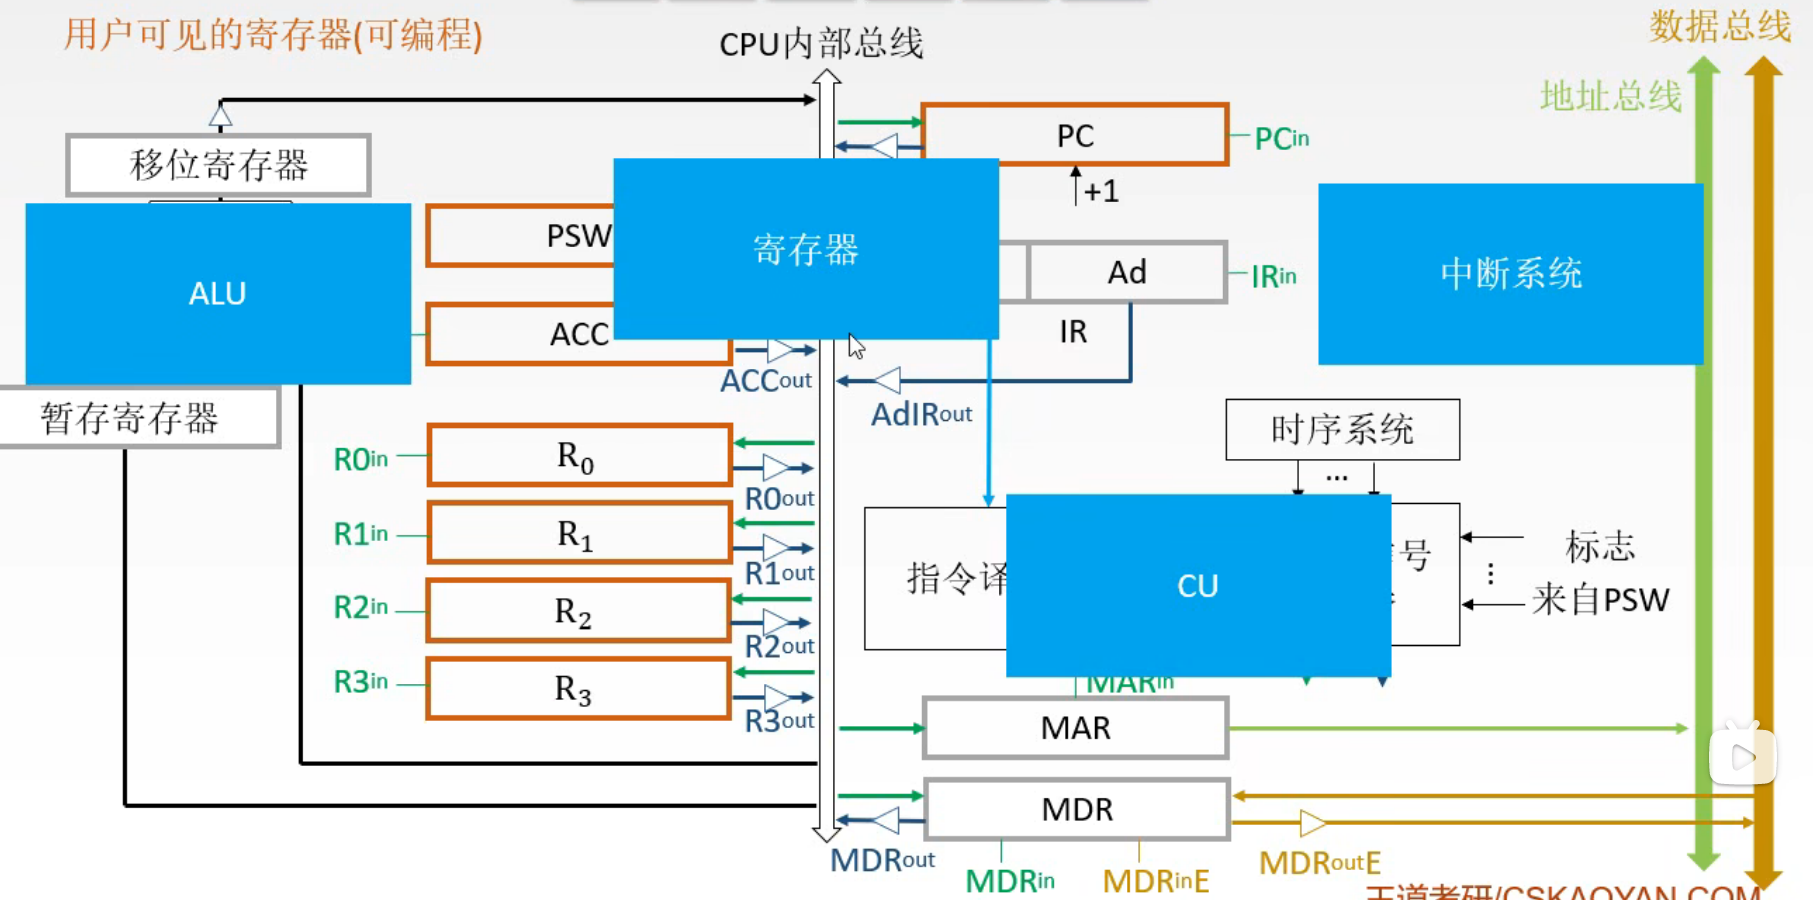 用户可见的寄存器(可编程)
CPU内部总线
数据总线
地址总线
移位寄存器
PC
PCin
+1
ALU
PSW
寄存器
Ad
IRin
中断系统
ACC
IR
ACCout
AdIRout
暂存寄存器
时序系统
...
R0in
R0
R0out
R1in
R1
R1out
指令译
CU
号
标志
...
来自PSW
R2in
R2
R2out
R3in
R3
R3out
MARin
MAR
MDR
MDRout
MDRin
MDRinE
MDRoutE
王道考研/CSKAOYAN.COM